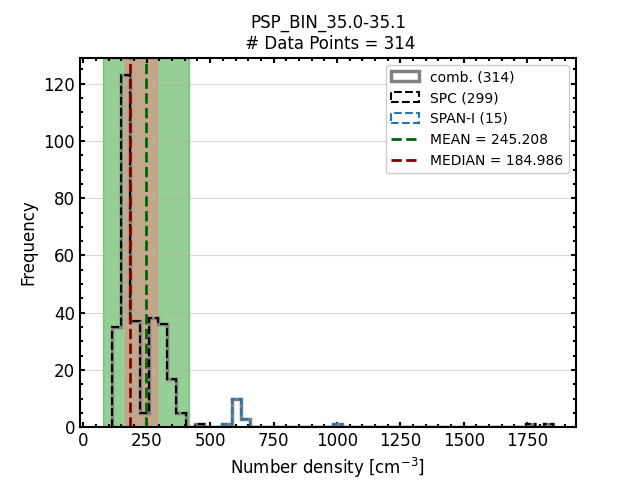 PSP_BIN_35.0-35.1
# Data Points = 314
comb. (314)
SPC (299)
SPAN-I (15)
MEAN = 245.208
MEDIAN = 184.986
Frequency
120
100
80
60
40
20
0
0 250 500 750 1000 1250 1500 1750
Number density [cm⁻³]